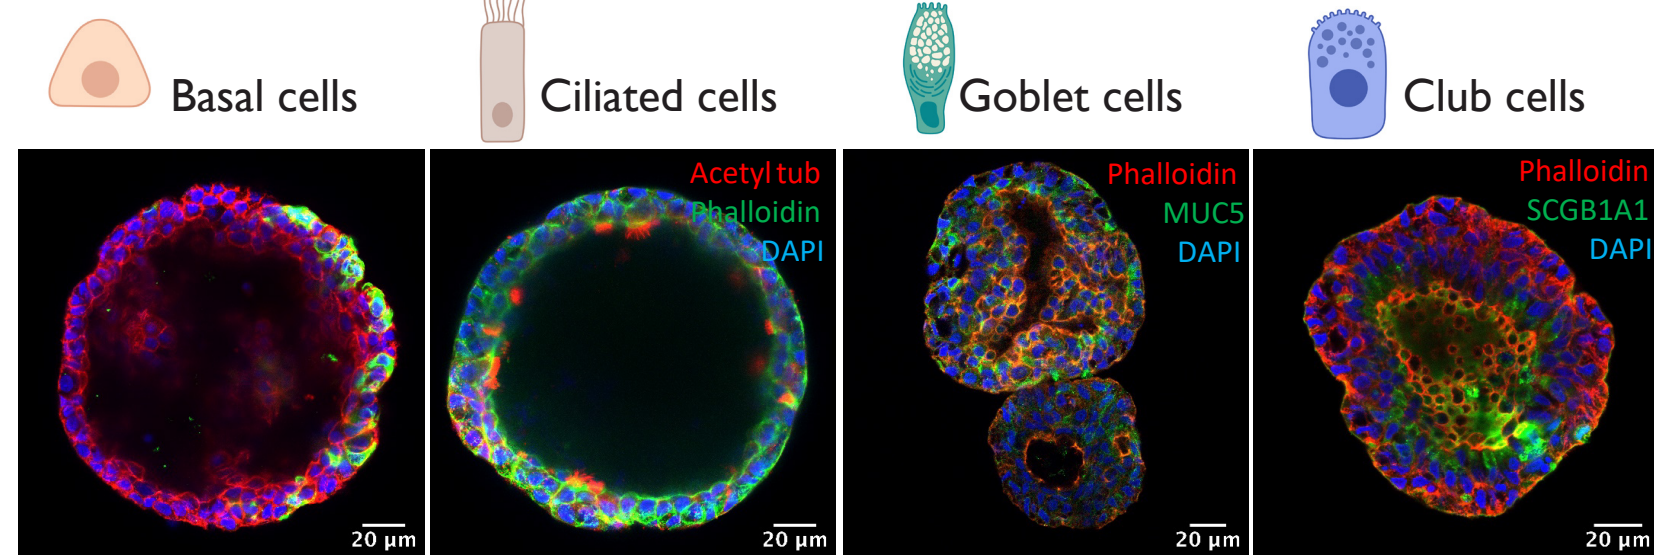 Basal cells
Ciliated cells
Goblet cells
Club cells
20 µm
Acetyl tub
Phalloidin
DAPI
20 µm
Phalloidin
MUC5
DAPI
20 µm
Phalloidin
SCGB1A1
DAPI
20 µm